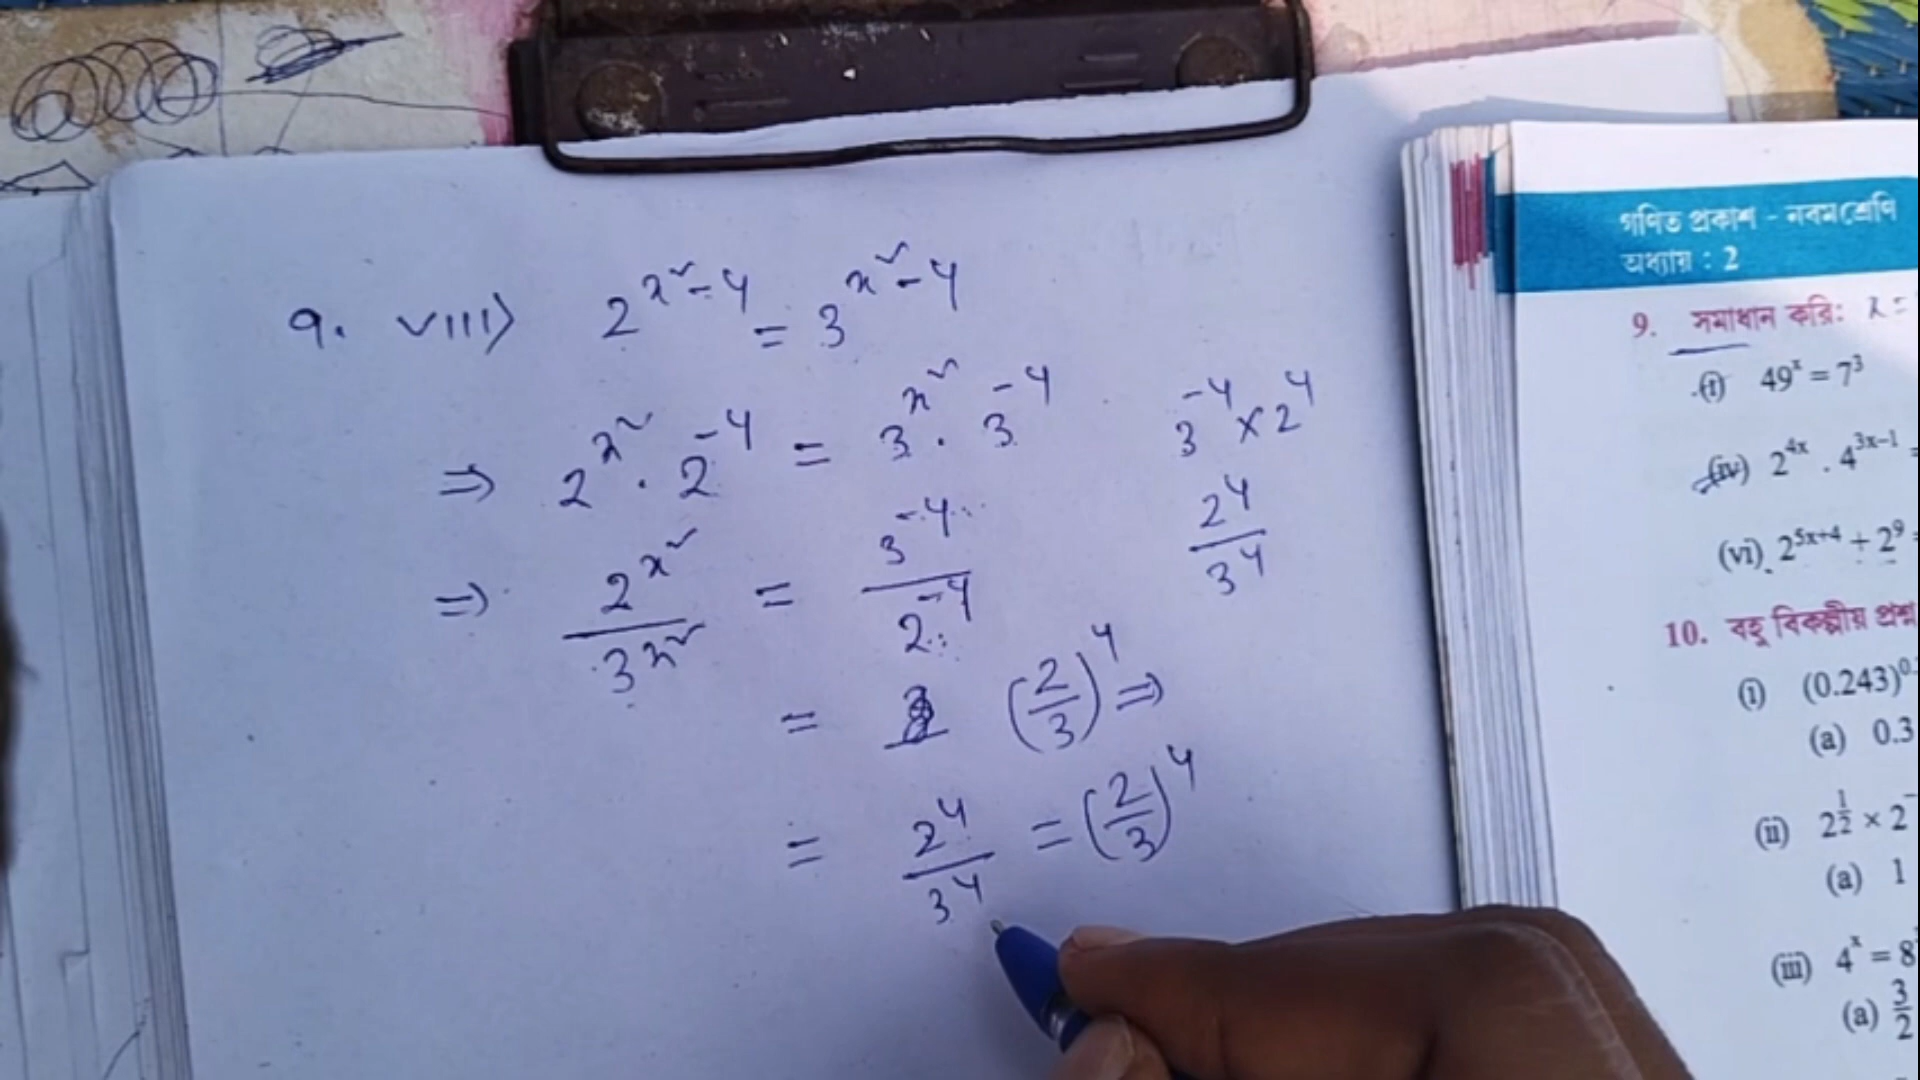 9. VIII) 2^{x²-4} = 3^{x²-4}
⇒ 2^{x²} . 2^{-4} = 3^{x²} . 3^{-4}
3^{-4} × 2^4
⇒ 2^{x²}/3^{x²} = 3^{-4}/2^{-4}
2^4/3^4
= (2/3)^4 ⇒
= 2^4/3^4 = (2/3)^4
গণিত প্রকাশ - নবম শ্রেণি
অধ্যায় : 2
9. সমাধান করি: x =
(i) 49^x = 7^3
(iv) 2^{4x} . 4^{3x-1} =
(vi) 2^{5x+4} + 2^9 =
10. বহু বিকল্পীয় প্রশ্ন
(i) (0.243)^{0.
(a) 0.3
(ii) 2^{1/2} × 2^-
(a) 1
(iii) 4^x = 8
(a) 3/2